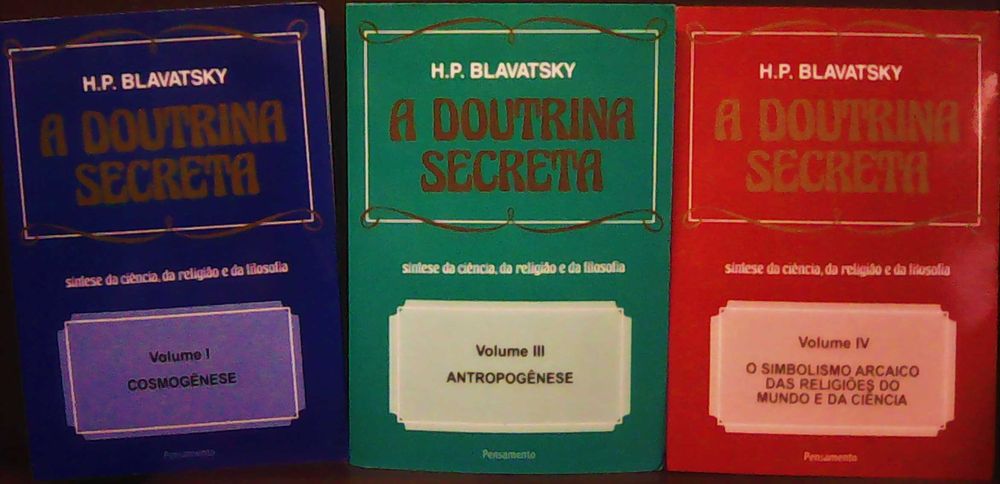 H.P. BLAVATSKY
A DOUTRINA
SECRETA
síntese da ciência, da religião e da filosofia
Volume I
COSMOGÊNESE
Pensamento
H.P. BLAVATSKY
A DOUTRINA
SECRETA
síntese da ciência, da religião e da filosofia
Volume III
ANTROPOGÊNESE
Pensamento
H.P. BLAVATSKY
A DOUTRINA
SECRETA
síntese da ciência, da religião e da filosofia
Volume IV
O SIMBOLISMO ARCAICO
DAS RELIGIÕES DO
MUNDO E DA CIÊNCIA
Pensamento